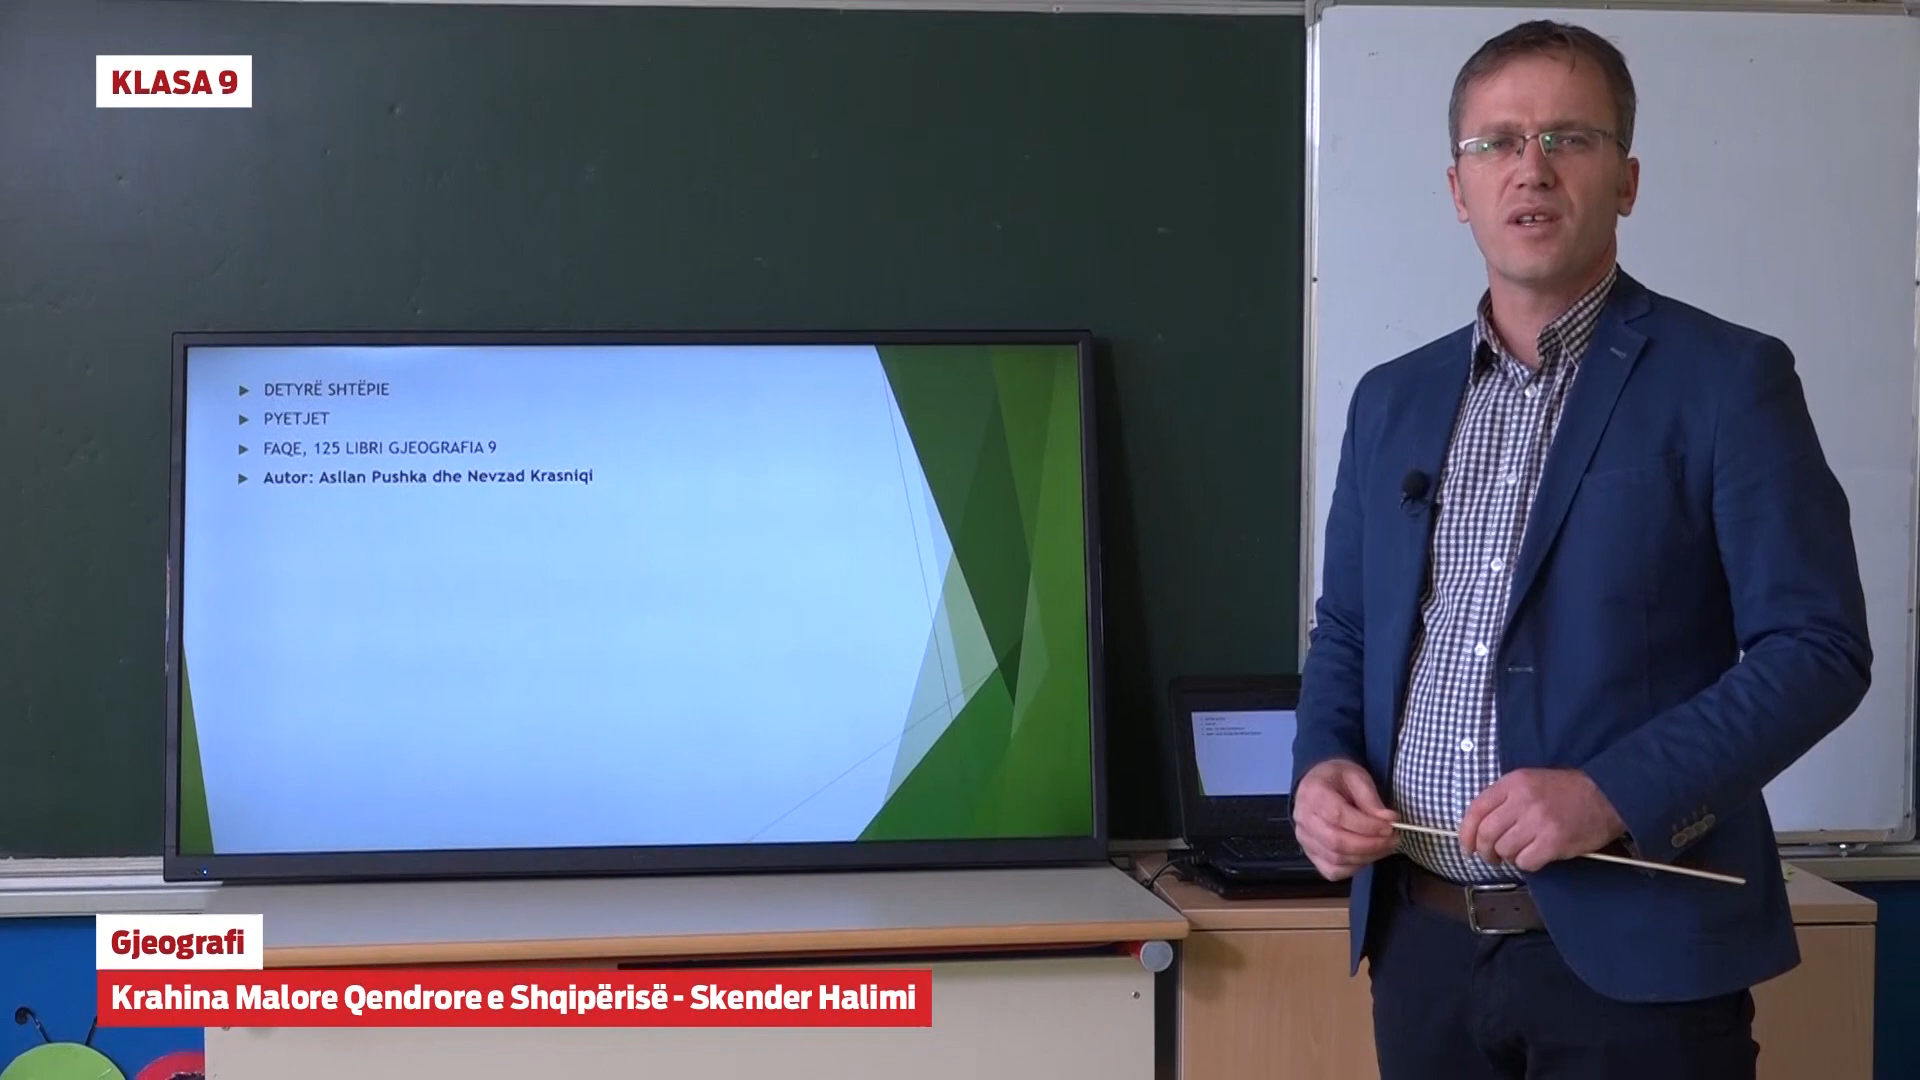 KLASA 9
DETYRË SHTËPIE
PYETJET
FAQE, 125 LIBRI GJEOGRAFIA 9
Autor: Asllan Pushka dhe Nevzad Krasniqi
Gjeografi
Krahina Malore Qendrore e Shqipërisë - Skender Halimi